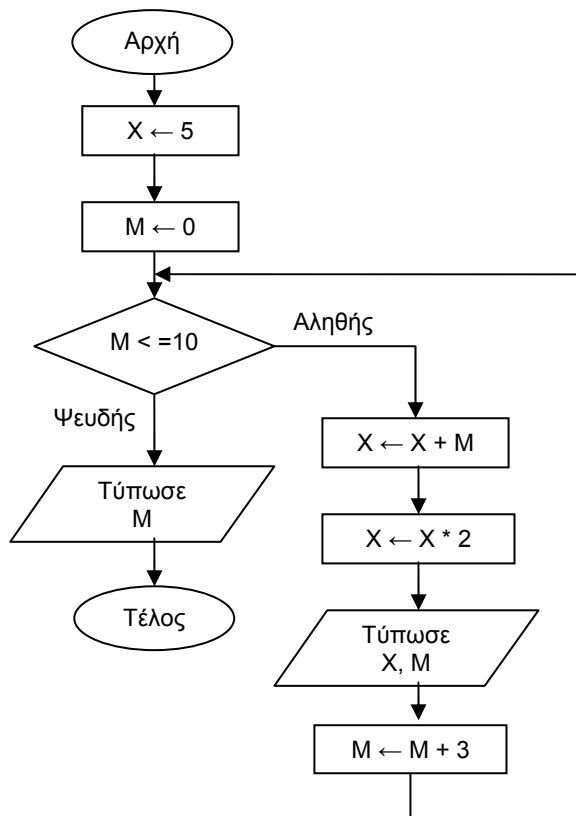 Αρχή
Χ ← 5
Μ ← 0
Μ < =10
Αληθής
Ψευδής
Τύπωσε
Μ
Τέλος
Χ ← Χ + Μ
Χ ← Χ * 2
Τύπωσε
Χ, Μ
Μ ← Μ + 3